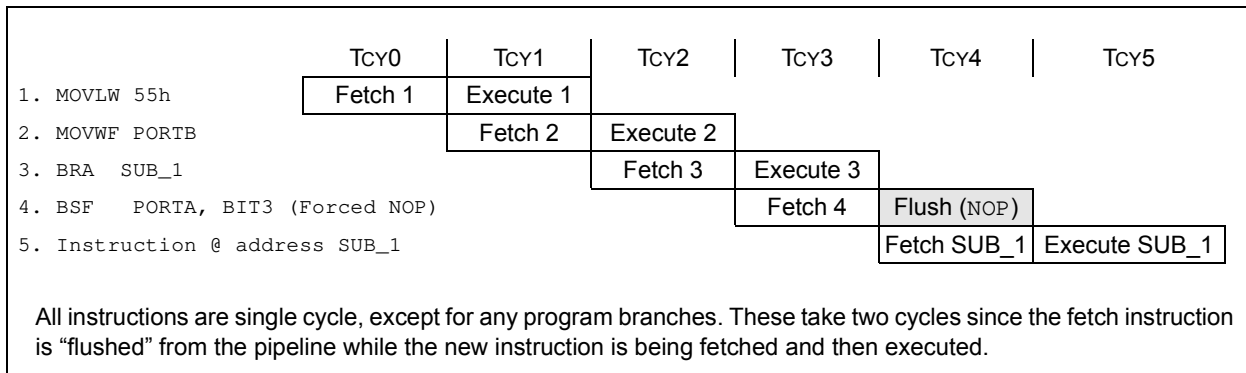 TCY0 TCY1 TCY2 TCY3 TCY4 TCY5
1. MOVLW 55h Fetch 1 Execute 1
2. MOVWF PORTB Fetch 2 Execute 2
3. BRA SUB_1 Fetch 3 Execute 3
4. BSF PORTA, BIT3 (Forced NOP) Fetch 4 Flush (NOP)
5. Instruction @ address SUB_1 Fetch SUB_1 Execute SUB_1
All instructions are single cycle, except for any program branches. These take two cycles since the fetch instruction
is “flushed” from the pipeline while the new instruction is being fetched and then executed.